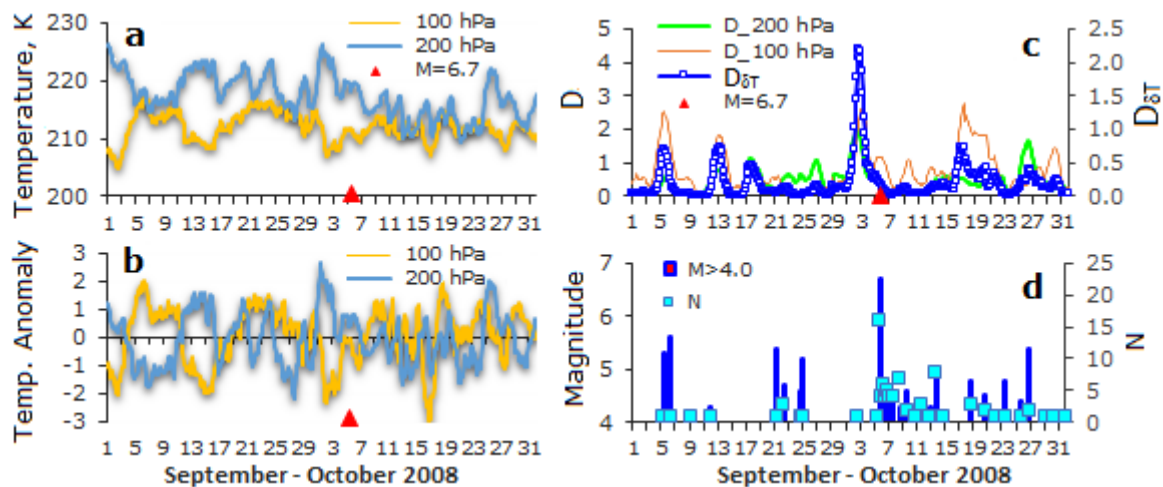 a
Temperature, K
230
220
210
200
100 hPa
200 hPa
M=6.7
1 5 9 13 17 21 25 29 3 7 11 15 19 23 27 31
c
D
5
4
3
2
1
0
D_200 hPa
D_100 hPa
DδT
M=6.7
2.5
2.0
1.5
1.0
0.5
0.0
DδT
1 5 9 13 17 21 25 29 3 7 11 15 19 23 27 31
b
Temp. Anomaly
3
2
1
0
-1
-2
-3
100 hPa
200 hPa
1 5 9 13 17 21 25 29 3 7 11 15 19 23 27 31
September - October 2008
d
Magnitude
7
6
5
4
M>4.0
N
25
20
15
10
5
0
N
1 5 9 13 17 21 25 29 3 7 11 15 19 23 27 31
September - October 2008